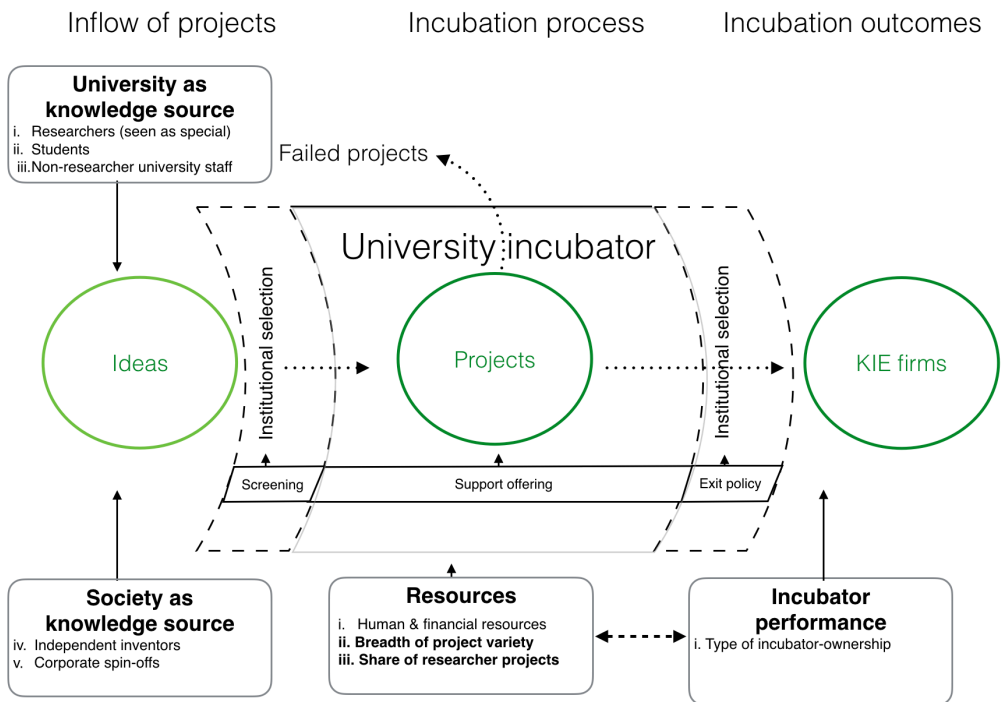 Inflow of projects
Incubation process
Incubation outcomes
University as
knowledge source
i. Researchers (seen as special)
ii. Students
iii.Non-researcher university staff
Failed projects
University incubator
Institutional selection
Institutional selection
Ideas
Projects
KIE firms
Screening
Support offering
Exit policy
Society as
knowledge source
iv. Independent inventors
v. Corporate spin-offs
Resources
i. Human & financial resources
ii. Breadth of project variety
iii. Share of researcher projects
Incubator
performance
i. Type of incubator-ownership